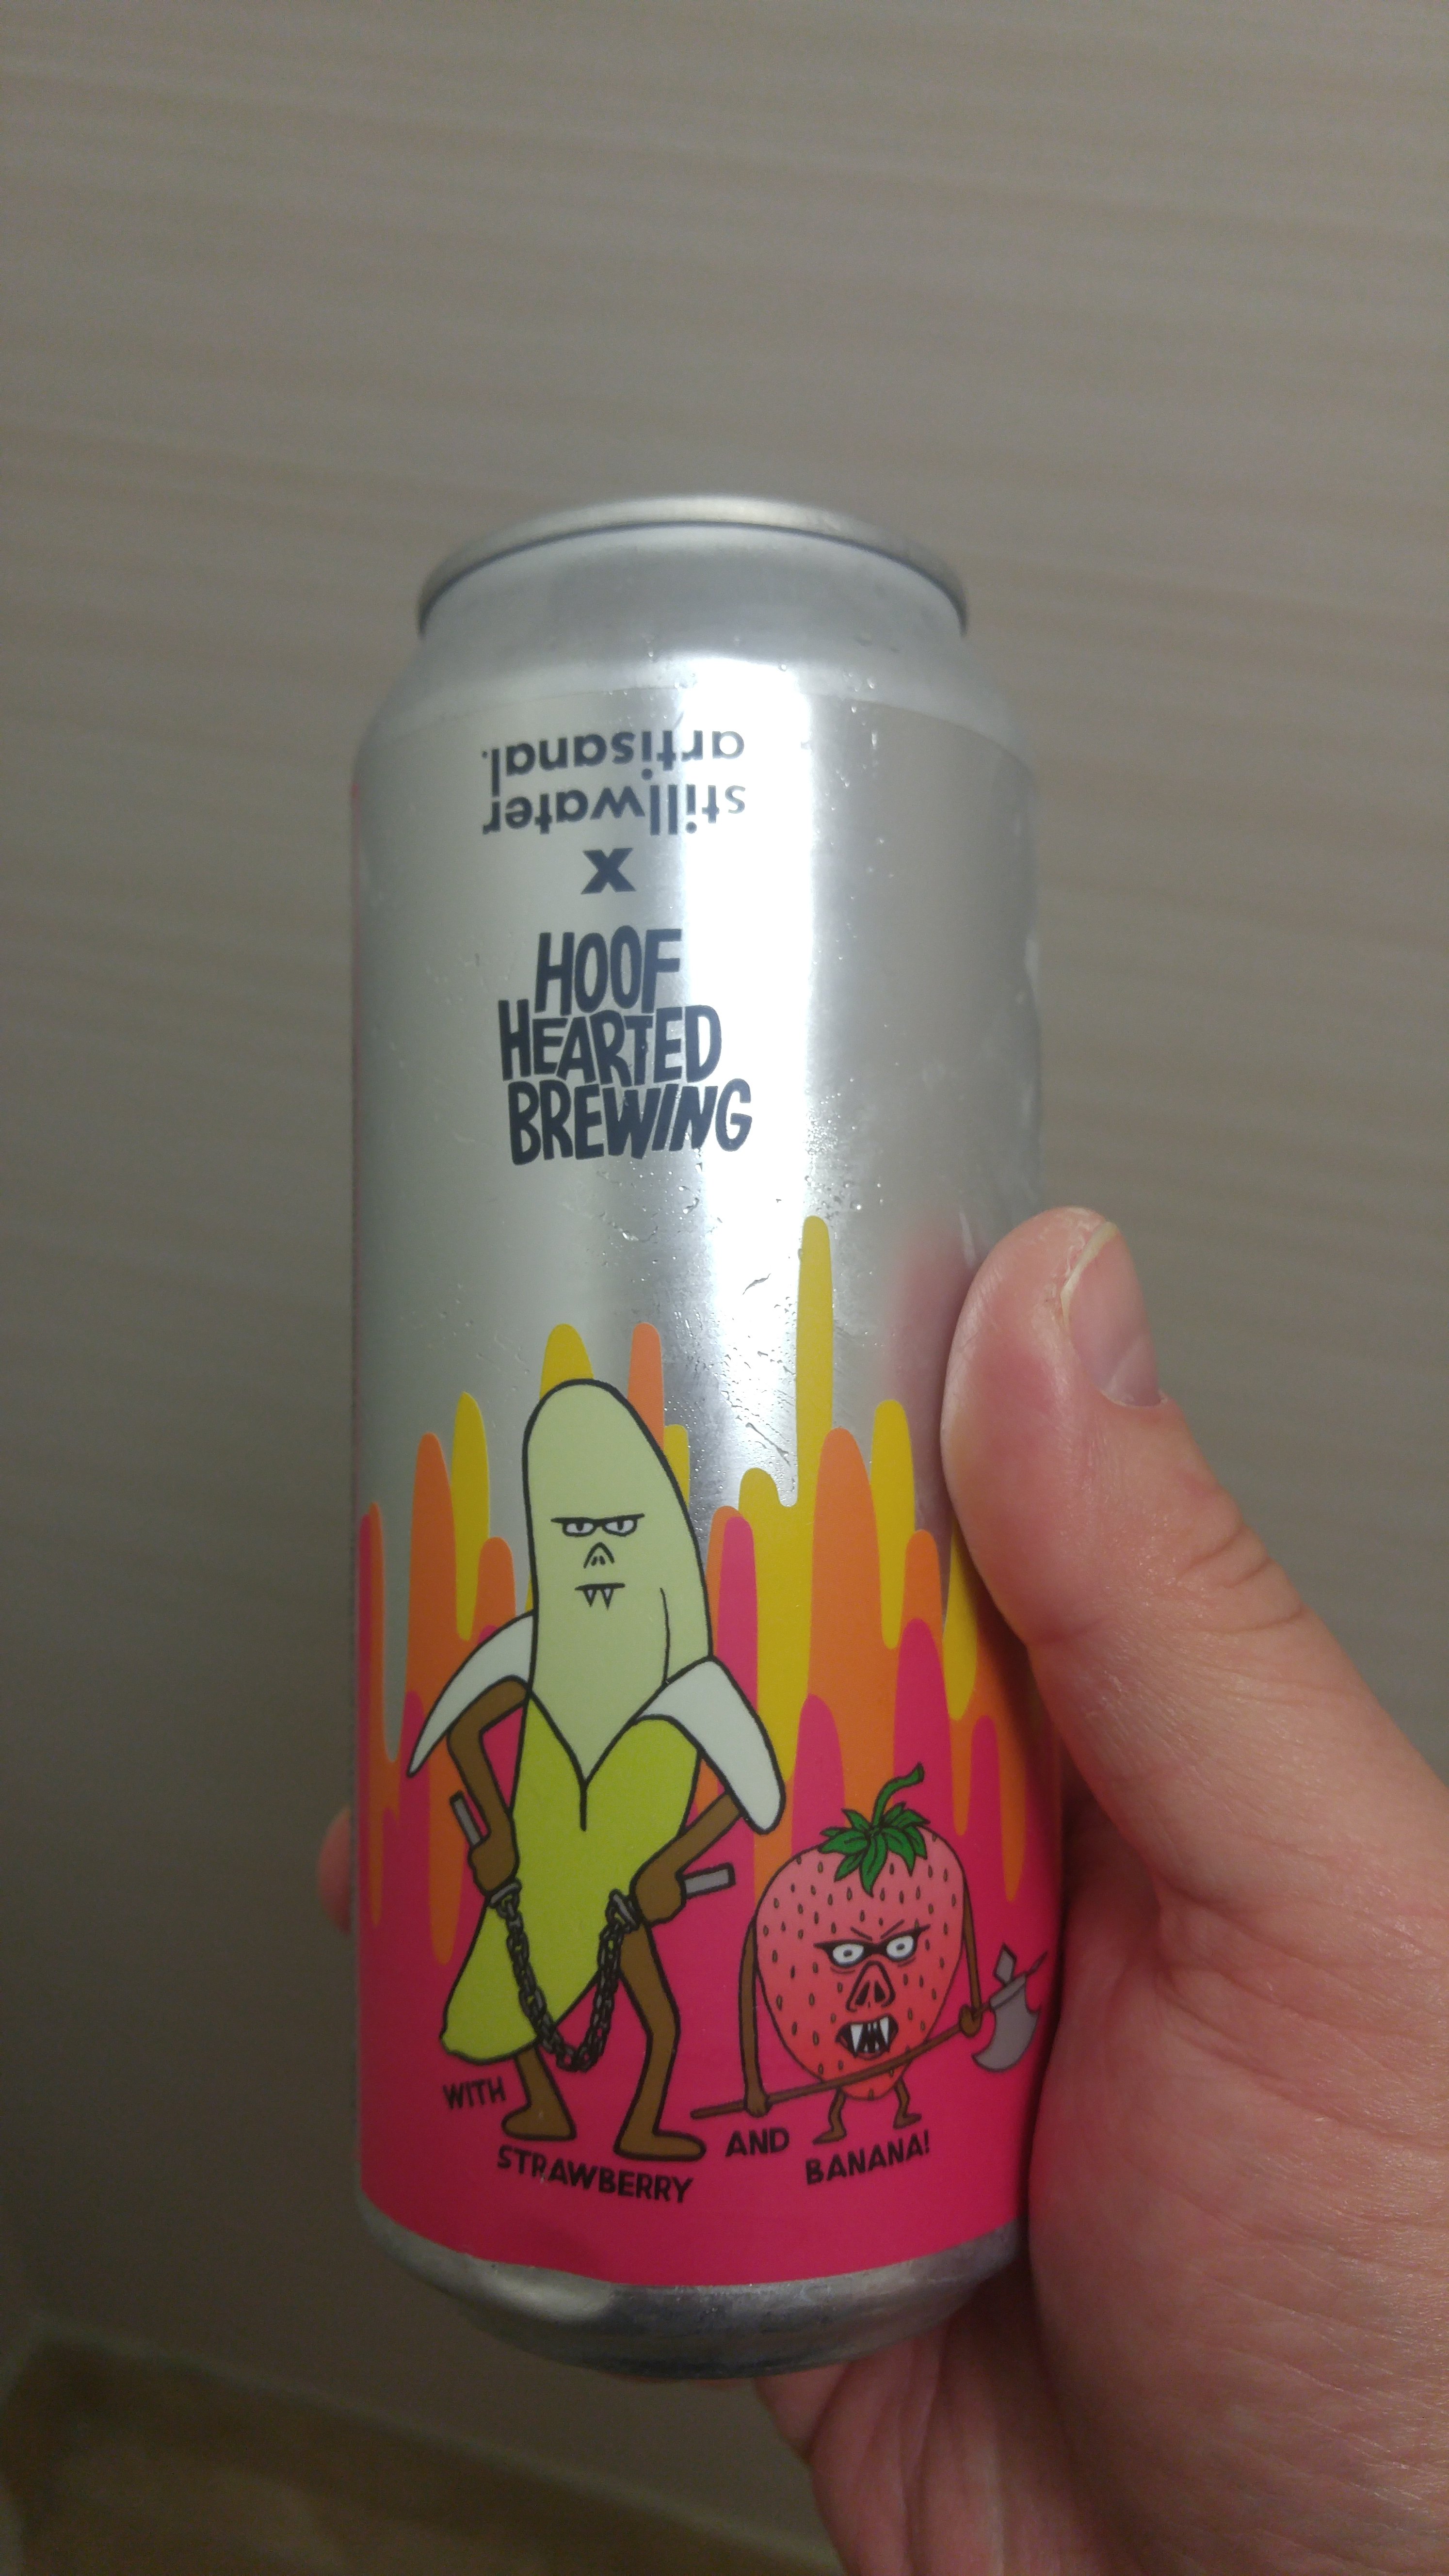 stillwater
artisanal.
X
HOOF
HEARTED
BREWING
WITH
STRAWBERRY
AND
BANANA!